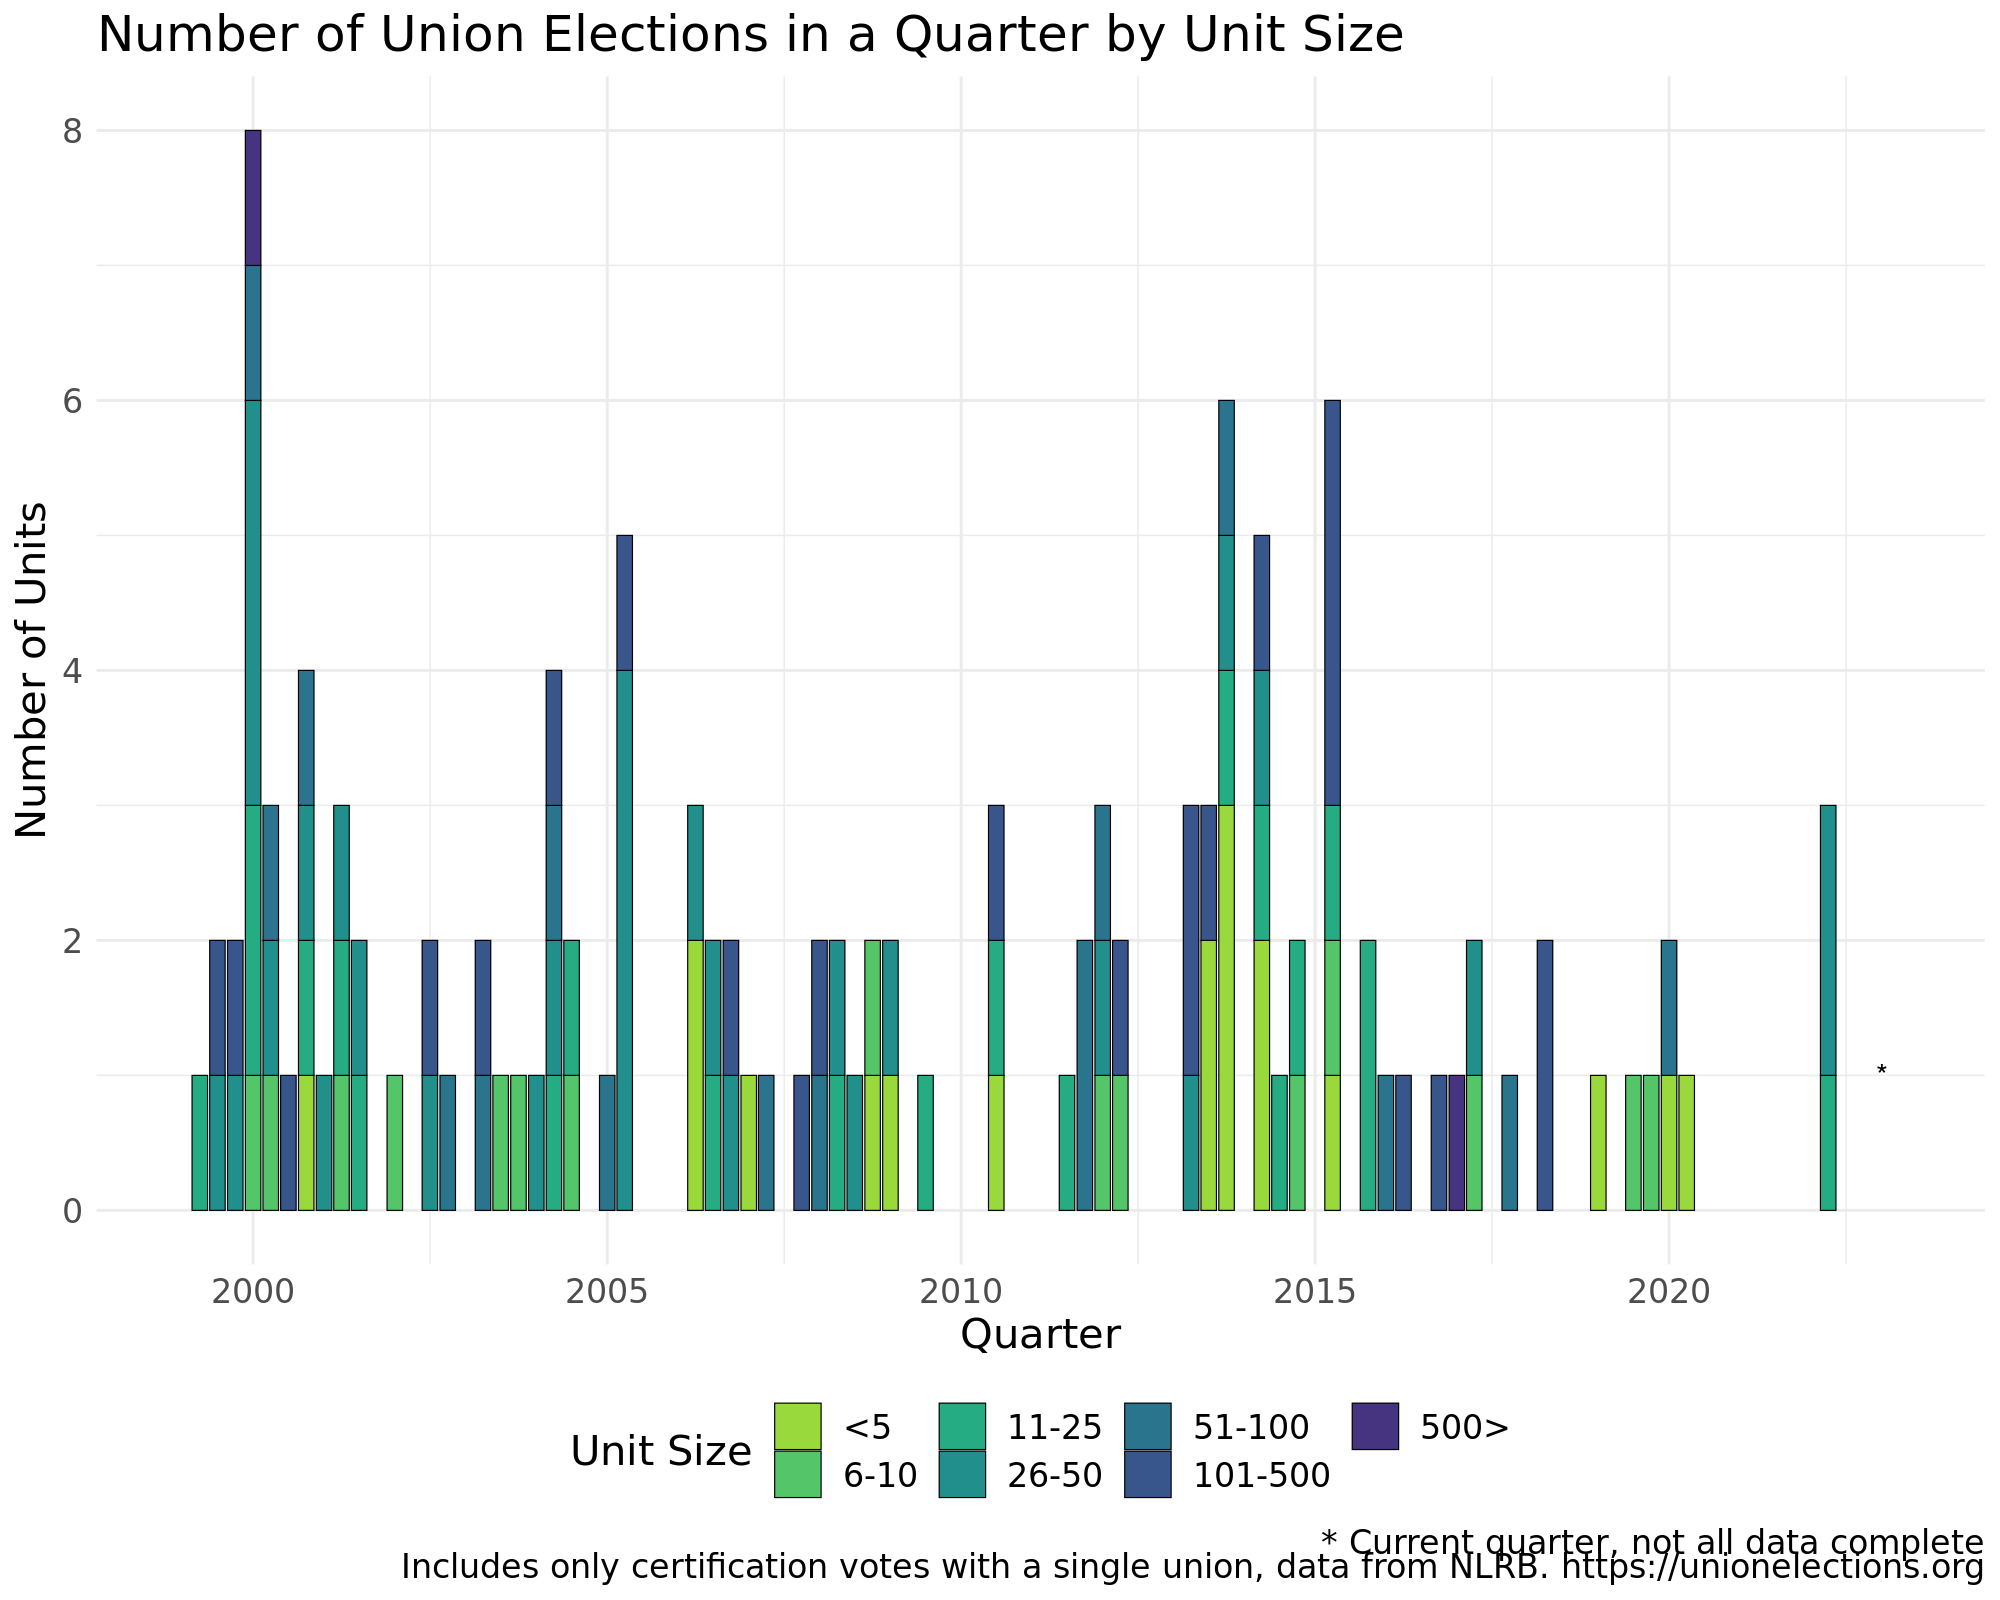 Number of Union Elections in a Quarter by Unit Size
8
6
4
2
0
Number of Units
*
2000 2005 2010 2015 2020
Quarter
Unit Size
<5 11-25 51-100 500>
6-10 26-50 101-500
* Current quarter, not all data complete
Includes only certification votes with a single union, data from NLRB. https://unionelections.org